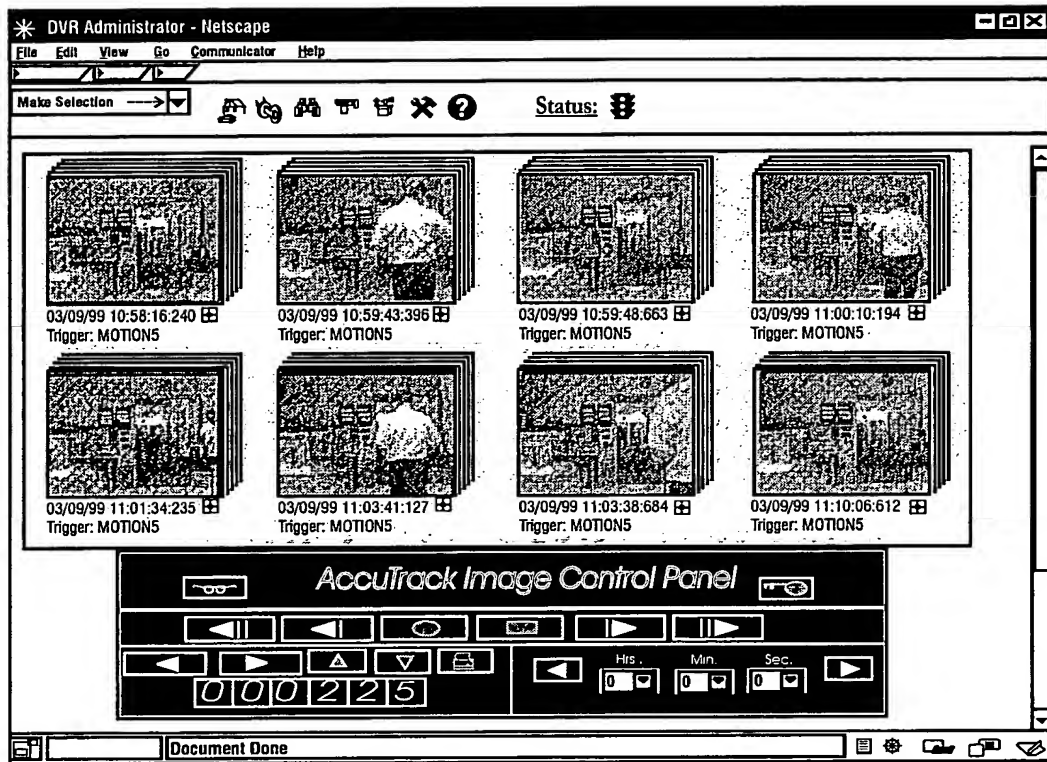 DVR Administrator - Netscape
File Edit View Go Communicator Help
Make Selection ---->
Status:
03/09/99 10:58:16:240
Trigger: MOTION5
03/09/99 10:59:43:396
Trigger: MOTION5
03/09/99 10:59:48:663
Trigger: MOTION5
03/09/99 11:00:10:194
Trigger: MOTION5
03/09/99 11:01:34:235
Trigger: MOTION5
03/09/99 11:03:41:127
Trigger: MOTION5
03/09/99 11:03:38:684
Trigger: MOTION5
03/09/99 11:10:06:612
Trigger: MOTION5
AccuTrack Image Control Panel
Hrs. Min. Sec.
0 0 0
000225
Document Done